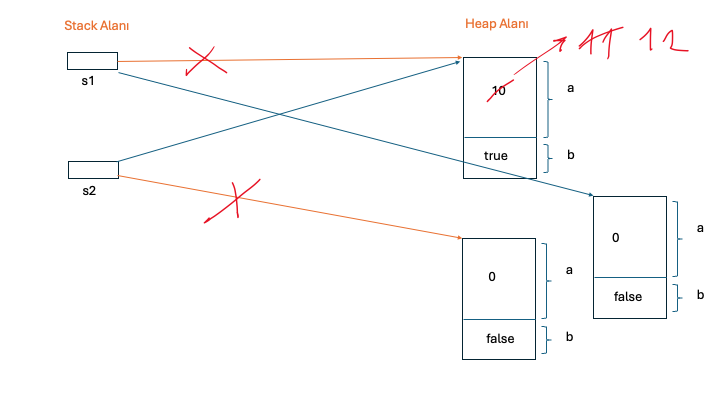 Stack Alanı
Heap Alanı
11 12
s1
10
a
true
b
s2
0
a
false
b
0
a
false
b